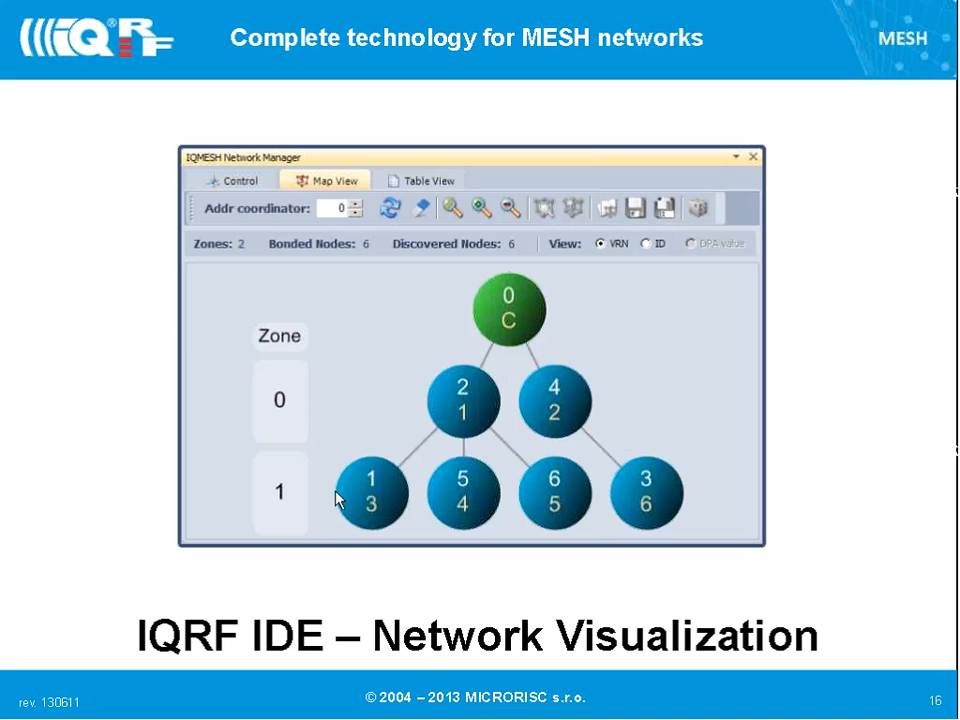 IQRF
®
Complete technology for MESH networks
MESH
IQMESH Network Manager
Control Map View Table View
Addr coordinator: 0
Zones: 2 Bonded Nodes: 6 Discovered Nodes: 6 View: VRN ID DPA value
0
C
Zone
0
2 4
1 2
1
1 5 6 3
3 4 5 6
IQRF IDE – Network Visualization
rev. 130611
© 2004 – 2013 MICRORISC s.r.o.
16